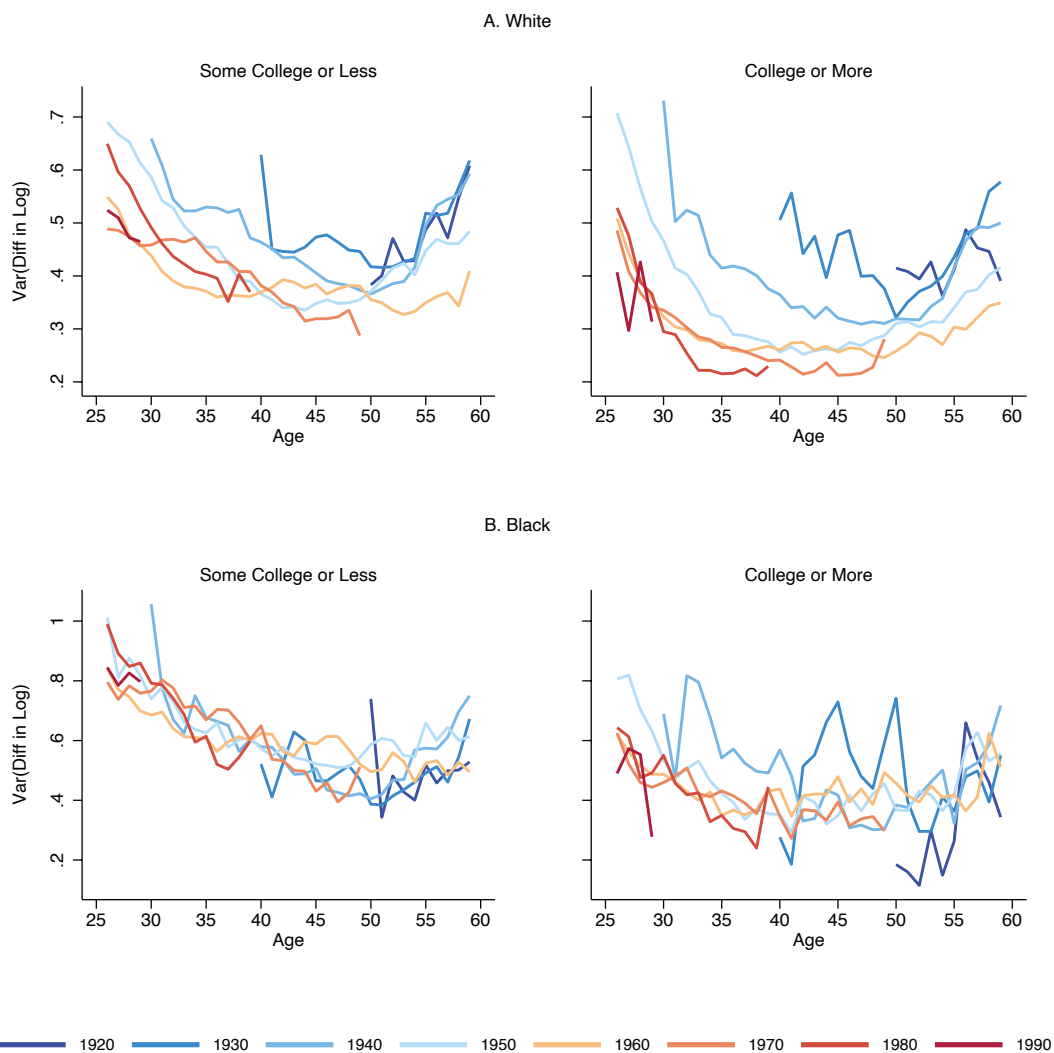 A. White
Some College or Less
College or More
Var(Diff in Log)
.7
.6
.5
.4
.3
.2
25 30 35 40 45 50 55 60
25 30 35 40 45 50 55 60
Age
Age
B. Black
Some College or Less
College or More
Var(Diff in Log)
1
.8
.6
.4
.2
25 30 35 40 45 50 55 60
25 30 35 40 45 50 55 60
Age
Age
1920 1930 1940 1950 1960 1970 1980 1990